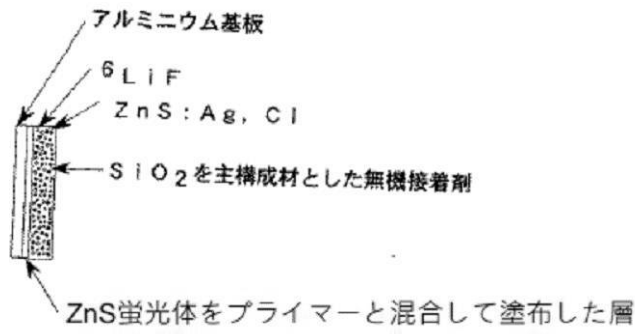 アルミニウム基板
⁶LiF
ZnS:Ag, Cl
SiO₂を主構成材とした無機接着剤
ZnS蛍光体をプライマーと混合して塗布した層